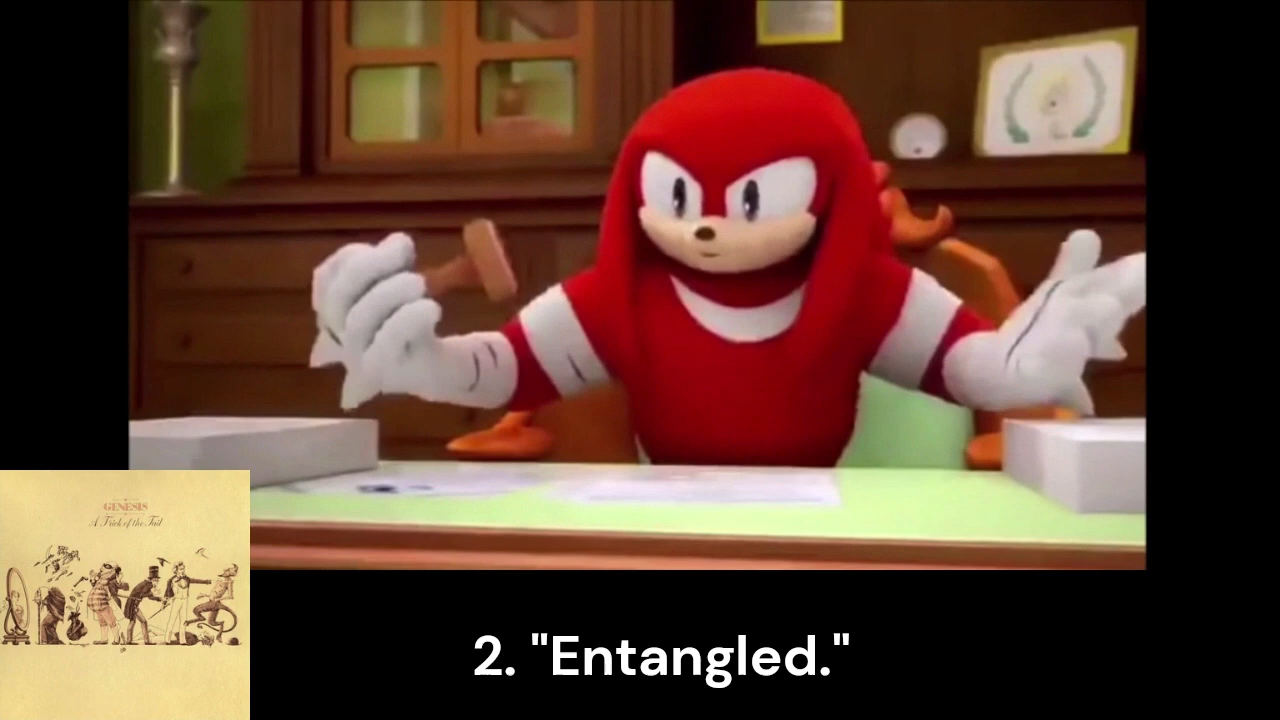 GENESIS
A Trick of the Tail
2. "Entangled."